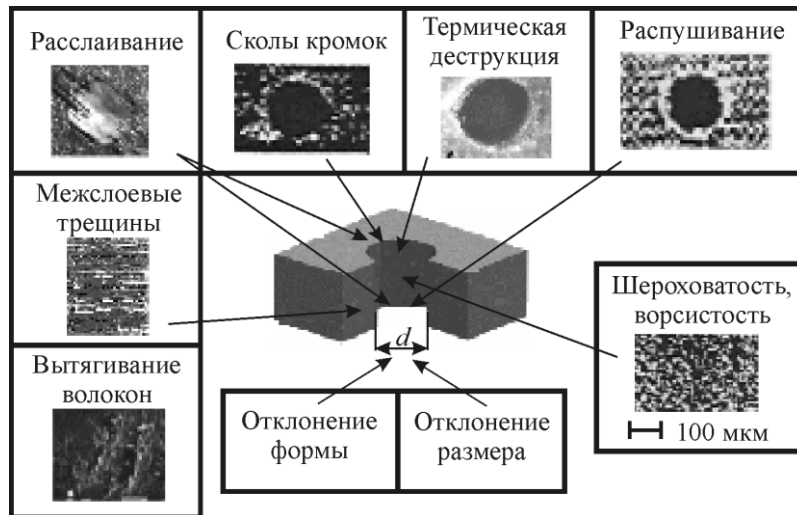 Расслаивание
Сколы кромок
Термическая
деструкция
Распушивание
Межслоевые
трещины
Шероховатость,
ворсистость
100 мкм
Вытягивание
волокон
d
Отклонение
формы
Отклонение
размера